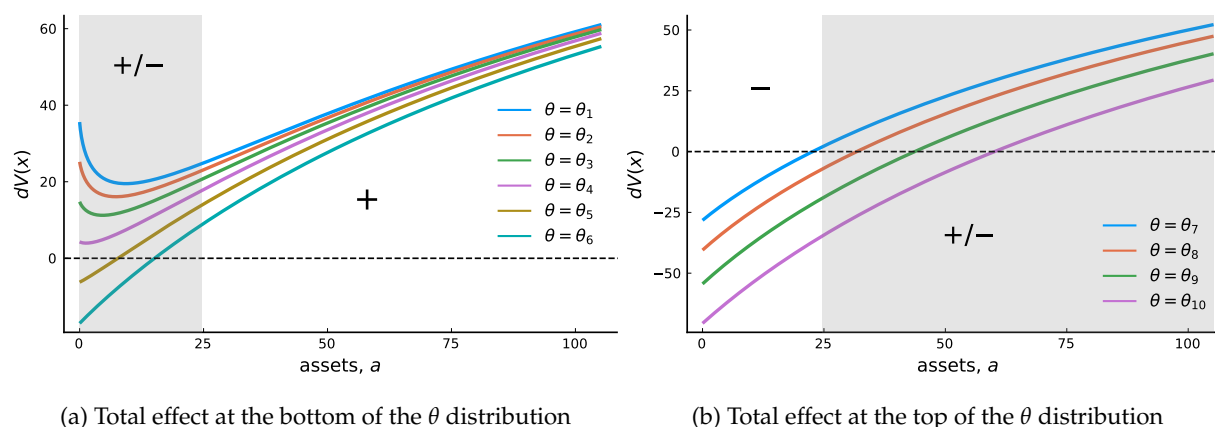 60
40
20
0
dV(x)
+/−
+
θ = θ₁
θ = θ₂
θ = θ₃
θ = θ₄
θ = θ₅
θ = θ₆
0 25 50 75 100
assets, a
(a) Total effect at the bottom of the θ distribution
50
25
0
−25
−50
dV(x)
−
+/−
θ = θ₇
θ = θ₈
θ = θ₉
θ = θ₁₀
0 25 50 75 100
assets, a
(b) Total effect at the top of the θ distribution